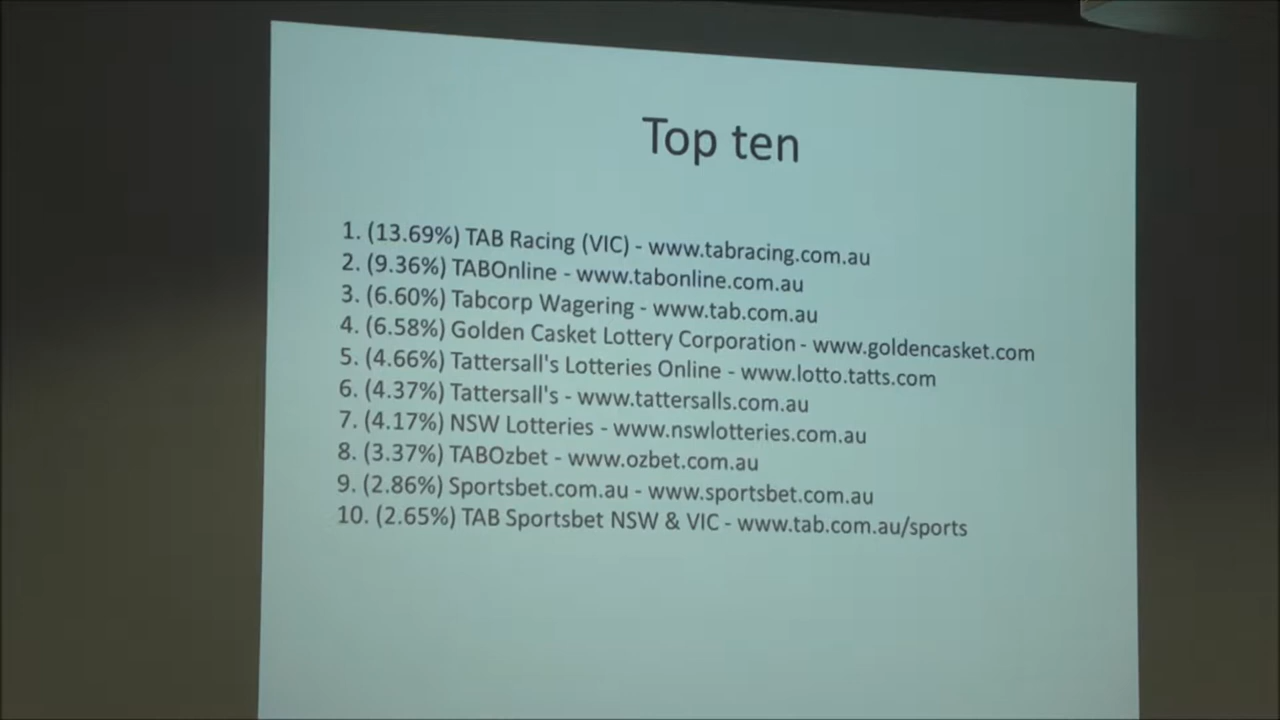 Top ten
1. (13.69%) TAB Racing (VIC) - www.tabracing.com.au
2. (9.36%) TABOnline - www.tabonline.com.au
3. (6.60%) Tabcorp Wagering - www.tab.com.au
4. (6.58%) Golden Casket Lottery Corporation - www.goldencasket.com
5. (4.66%) Tattersall's Lotteries Online - www.lotto.tatts.com
6. (4.37%) Tattersall's - www.tattersalls.com.au
7. (4.17%) NSW Lotteries - www.nswlotteries.com.au
8. (3.37%) TABOzbet - www.ozbet.com.au
9. (2.86%) Sportsbet.com.au - www.sportsbet.com.au
10. (2.65%) TAB Sportsbet NSW & VIC - www.tab.com.au/sports